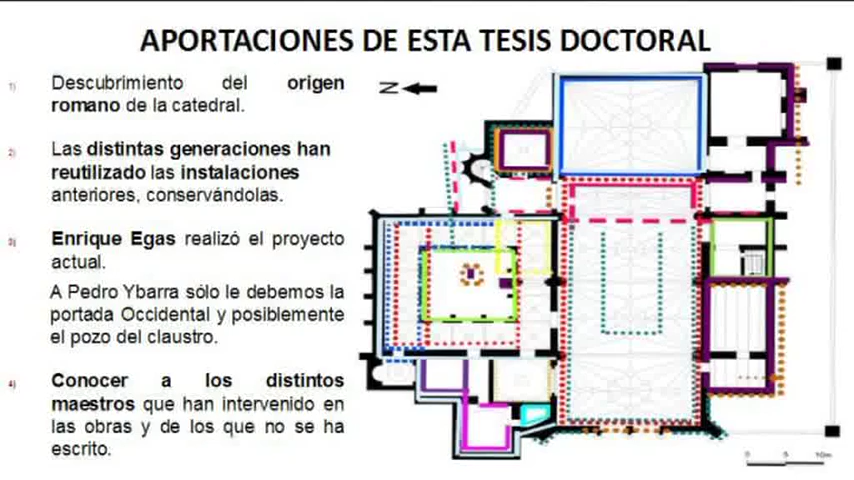 APORTACIONES DE ESTA TESIS DOCTORAL
1) Descubrimiento del origen
romano de la catedral.
2) Las distintas generaciones han
reutilizado las instalaciones
anteriores, conservándolas.
3) Enrique Egas realizó el proyecto
actual.
A Pedro Ybarra sólo le debemos la
portada Occidental y posiblemente
el pozo del claustro.
4) Conocer a los distintos
maestros que han intervenido en
las obras y de los que no se ha
escrito.
N
0 5 10m